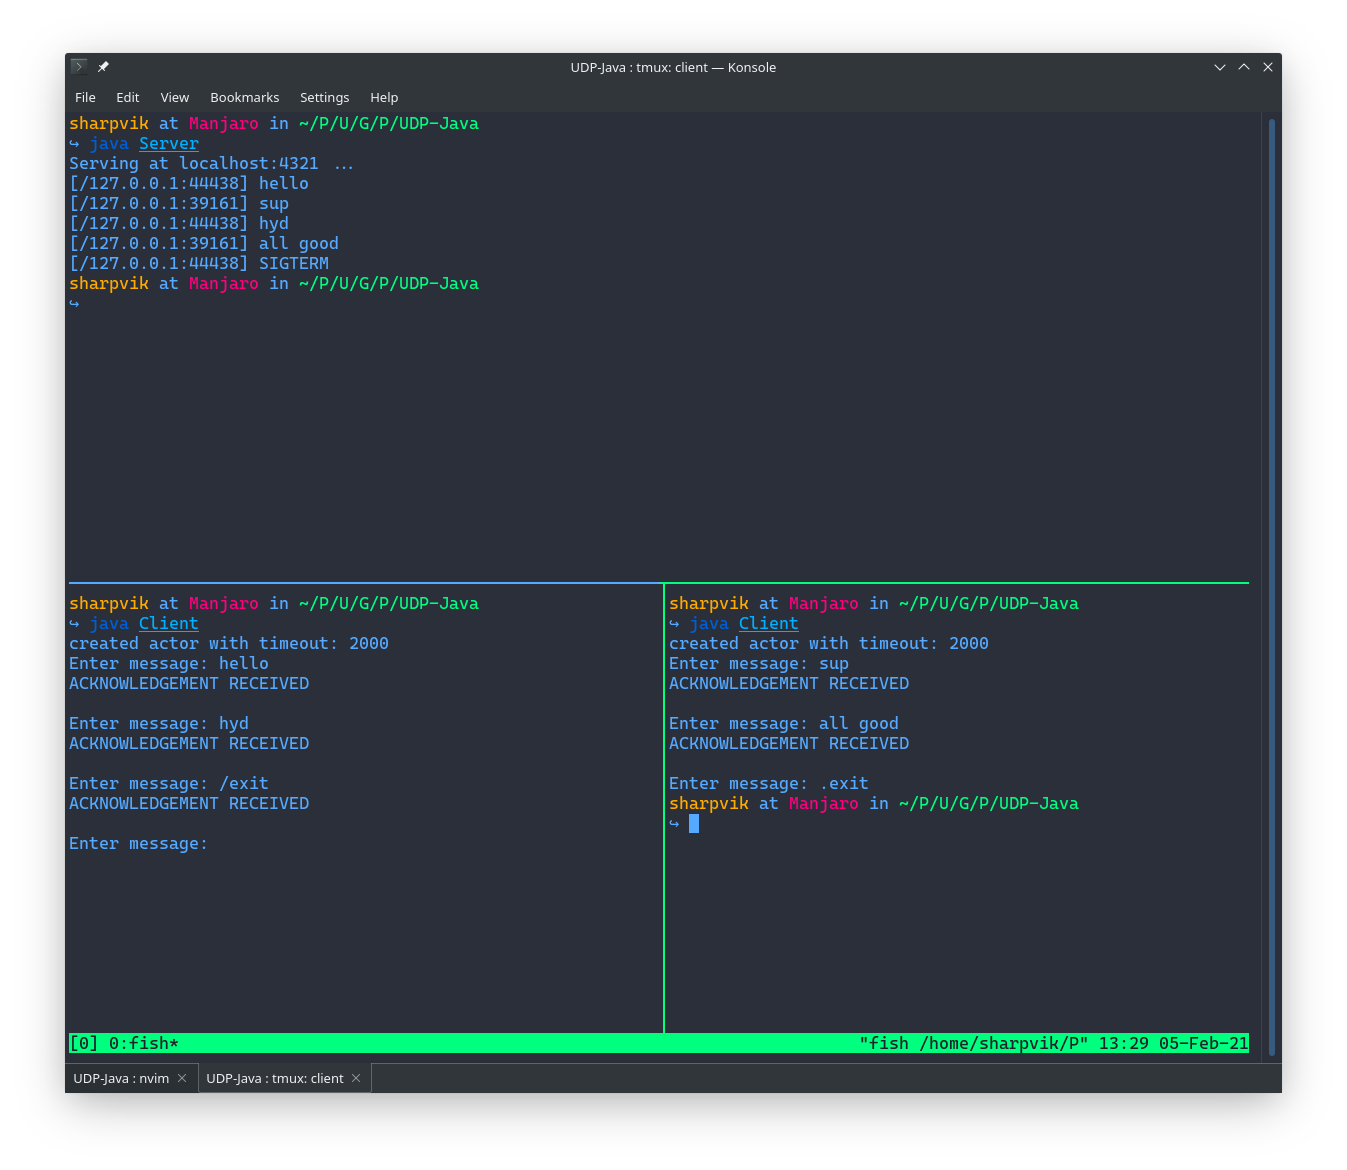 UDP-Java : tmux: client — Konsole
File Edit View Bookmarks Settings Help
sharpvik at Manjaro in ~/P/U/G/P/UDP-Java
↪ java Server
Serving at localhost:4321 ...
[/127.0.0.1:44438] hello
[/127.0.0.1:39161] sup
[/127.0.0.1:44438] hyd
[/127.0.0.1:39161] all good
[/127.0.0.1:44438] SIGTERM
sharpvik at Manjaro in ~/P/U/G/P/UDP-Java
↪
sharpvik at Manjaro in ~/P/U/G/P/UDP-Java
↪ java Client
created actor with timeout: 2000
Enter message: hello
ACKNOWLEDGEMENT RECEIVED
Enter message: hyd
ACKNOWLEDGEMENT RECEIVED
Enter message: /exit
ACKNOWLEDGEMENT RECEIVED
Enter message:
sharpvik at Manjaro in ~/P/U/G/P/UDP-Java
↪ java Client
created actor with timeout: 2000
Enter message: sup
ACKNOWLEDGEMENT RECEIVED
Enter message: all good
ACKNOWLEDGEMENT RECEIVED
Enter message: .exit
sharpvik at Manjaro in ~/P/U/G/P/UDP-Java
↪
[0] 0:fish* "fish /home/sharpvik/P" 13:29 05-Feb-21
UDP-Java : nvim UDP-Java : tmux: client